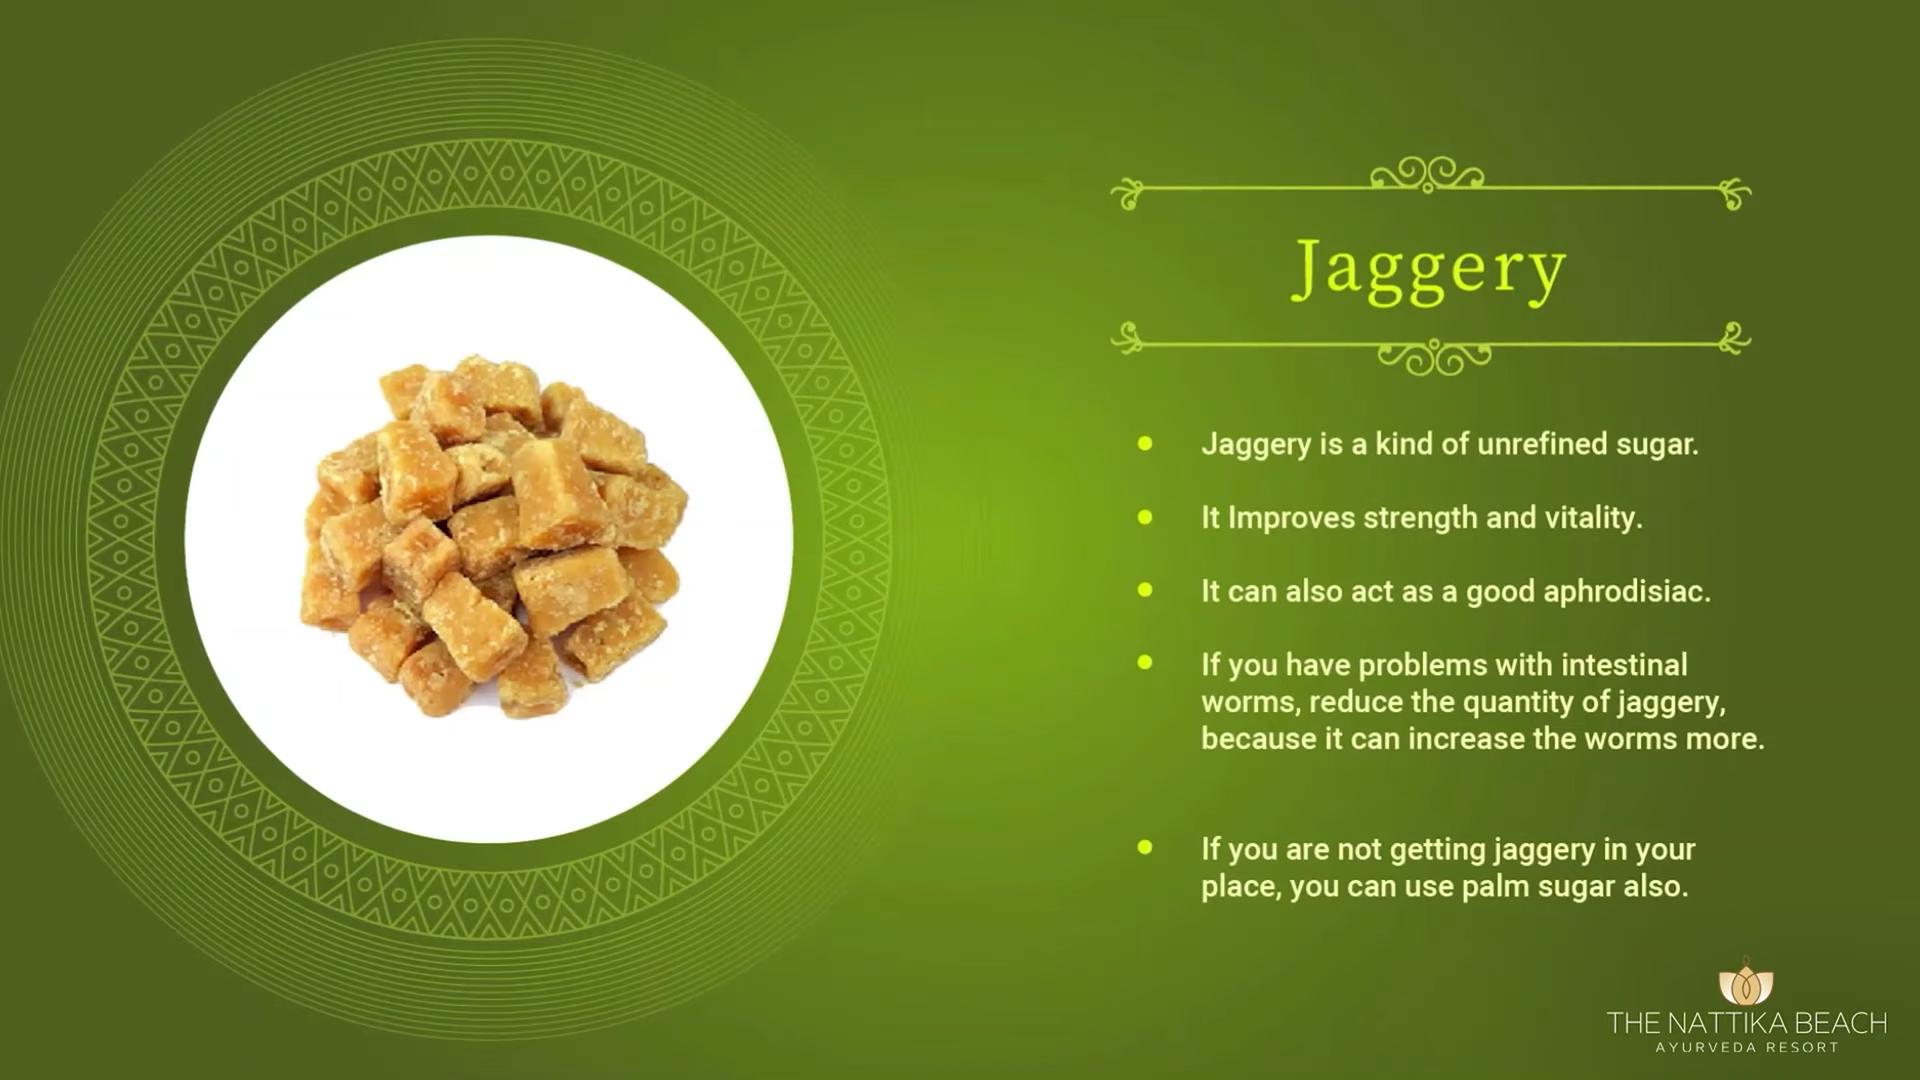 Jaggery
Jaggery is a kind of unrefined sugar.
It Improves strength and vitality.
It can also act as a good aphrodisiac.
If you have problems with intestinal
worms, reduce the quantity of jaggery,
because it can increase the worms more.
If you are not getting jaggery in your
place, you can use palm sugar also.
THE NATTIKA BEACH
AYURVEDA RESORT